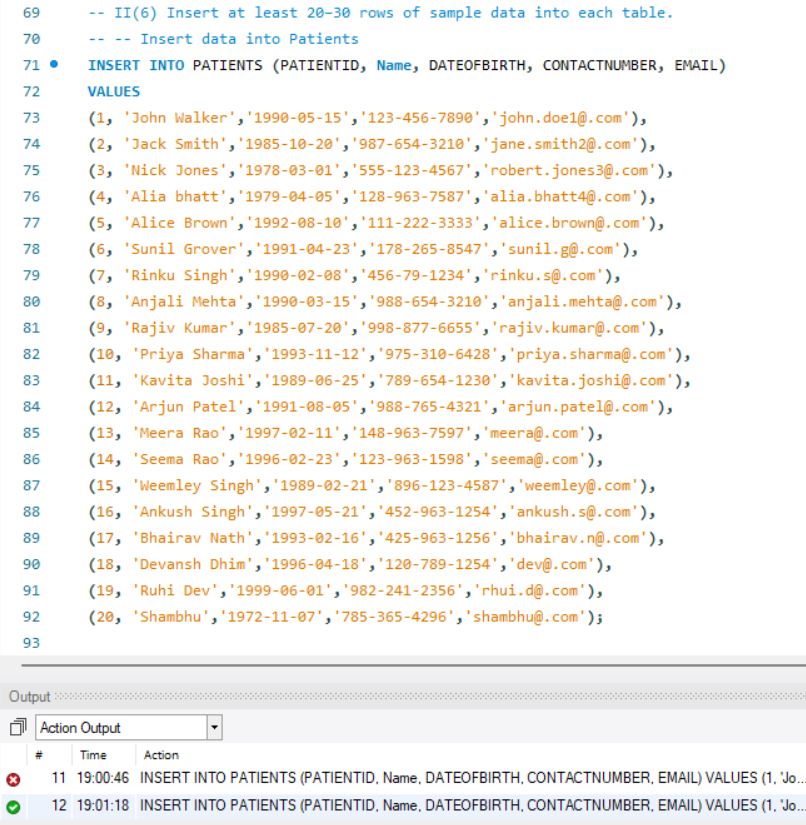 69 -- II(6) Insert at least 20–30 rows of sample data into each table.
70 -- -- Insert data into Patients
71 INSERT INTO PATIENTS (PATIENTID, Name, DATEOFBIRTH, CONTACTNUMBER, EMAIL)
72 VALUES
73 (1, 'John Walker','1990-05-15','123-456-7890','john.doe1@.com'),
74 (2, 'Jack Smith','1985-10-20','987-654-3210','jane.smith2@.com'),
75 (3, 'Nick Jones','1978-03-01','555-123-4567','robert.jones3@.com'),
76 (4, 'Alia bhatt','1979-04-05','128-963-7587','alia.bhatt4@.com'),
77 (5, 'Alice Brown','1992-08-10','111-222-3333','alice.brown@.com'),
78 (6, 'Sunil Grover','1991-04-23','178-265-8547','sunil.g@.com'),
79 (7, 'Rinku Singh','1990-02-08','456-79-1234','rinku.s@.com'),
80 (8, 'Anjali Mehta','1990-03-15','988-654-3210','anjali.mehta@.com'),
81 (9, 'Rajiv Kumar','1985-07-20','998-877-6655','rajiv.kumar@.com'),
82 (10, 'Priya Sharma','1993-11-12','975-310-6428','priya.sharma@.com'),
83 (11, 'Kavita Joshi','1989-06-25','789-654-1230','kavita.joshi@.com'),
84 (12, 'Arjun Patel','1991-08-05','988-765-4321','arjun.patel@.com'),
85 (13, 'Meera Rao','1997-02-11','148-963-7597','meera@.com'),
86 (14, 'Seema Rao','1996-02-23','123-963-1598','seema@.com'),
87 (15, 'Weemley Singh','1989-02-21','896-123-4587','weemley@.com'),
88 (16, 'Ankush Singh','1997-05-21','452-963-1254','ankush.s@.com'),
89 (17, 'Bhairav Nath','1993-02-16','425-963-1256','bhairav.n@.com'),
90 (18, 'Devansh Dhim','1996-04-18','120-789-1254','dev@.com'),
91 (19, 'Ruhi Dev','1999-06-01','982-241-2356','rhui.d@.com'),
92 (20, 'Shambhu','1972-11-07','785-365-4296','shambhu@.com');
93
Output
Action Output
# Time Action
11 19:00:46 INSERT INTO PATIENTS (PATIENTID, Name, DATEOFBIRTH, CONTACTNUMBER, EMAIL) VALUES (1, 'Jo...
12 19:01:18 INSERT INTO PATIENTS (PATIENTID, Name, DATEOFBIRTH, CONTACTNUMBER, EMAIL) VALUES (1, 'Jo...